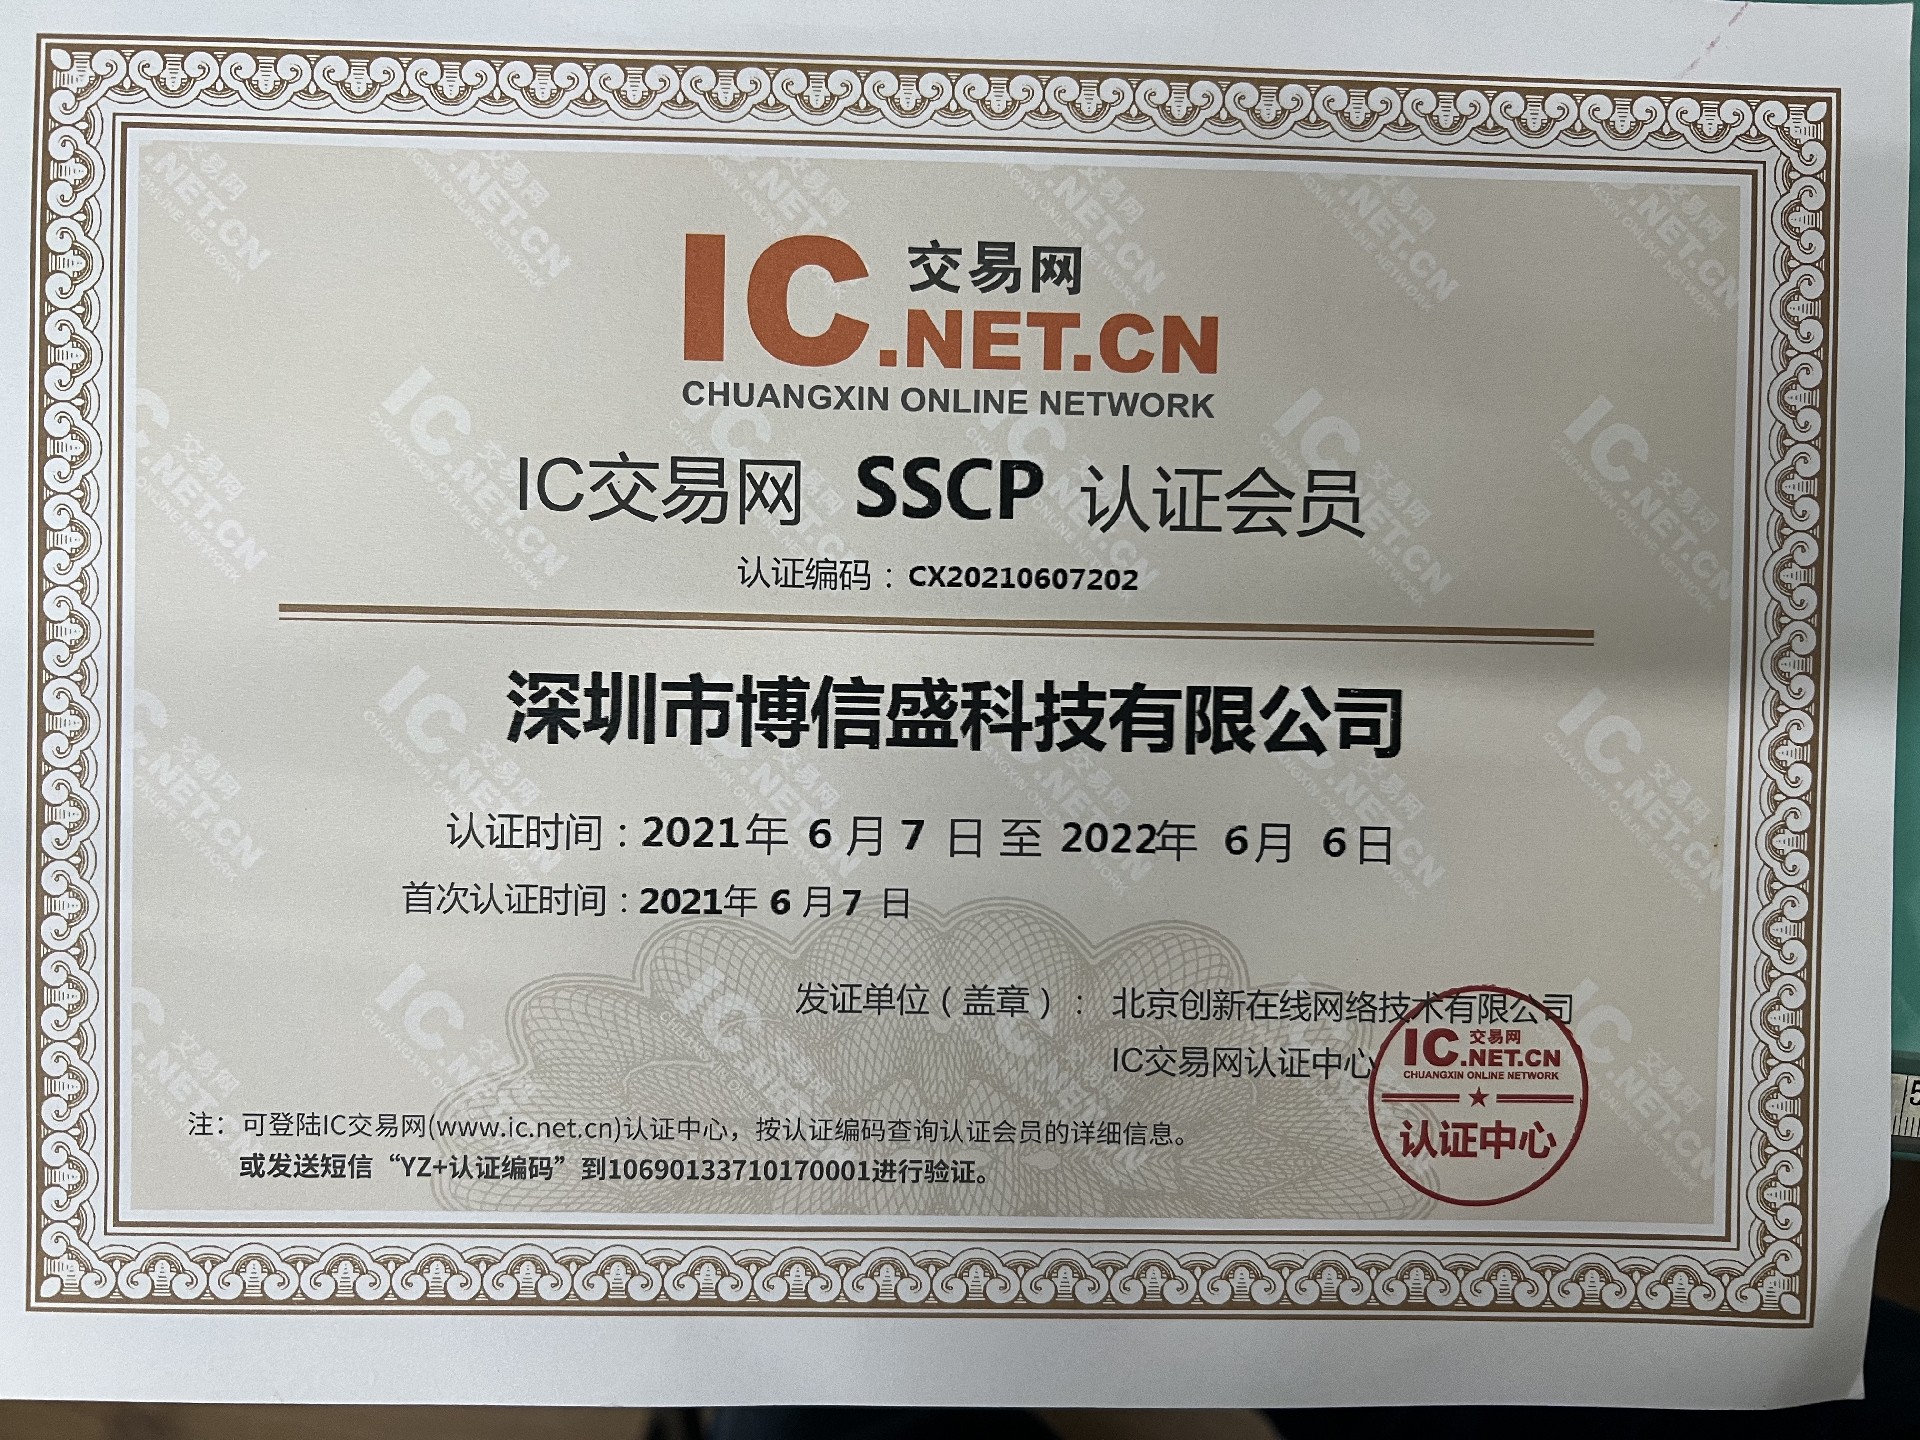 IC 交易网
.NET.CN
CHUANGXIN ONLINE NETWORK
IC交易网 SSCP 认证会员
认证编码：CX20210607202
深圳市博信盛科技有限公司
认证时间：2021年 6 月 7 日 至 2022年 6月 6日
首次认证时间：2021年 6 月 7 日
发证单位（盖章）： 北京创新在线网络技术有限公司
IC交易网认证中心
IC 交易网
.NET.CN
CHUANGXIN ONLINE NETWORK
认证中心
注：可登陆IC交易网(www.ic.net.cn)认证中心，按认证编码查询认证会员的详细信息。
或发送短信“YZ+认证编码”到10690133710170001进行验证。
5